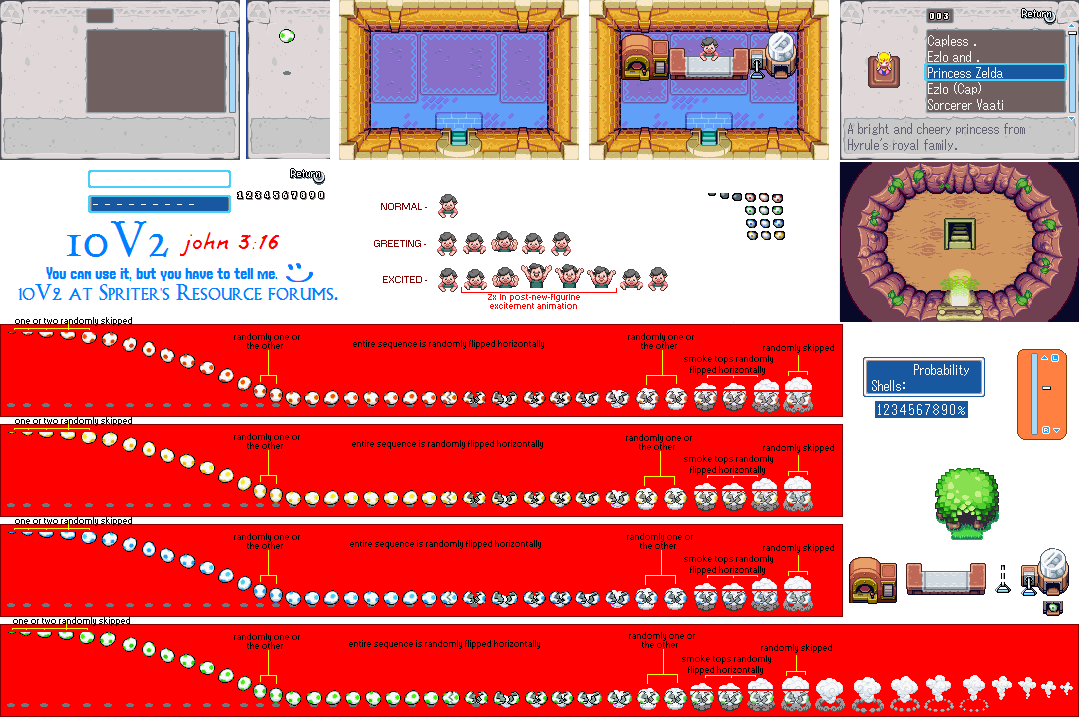 003
Return
Capless .
Ezlo and .
Princess Zelda
Ezlo (Cap)
Sorcerer Vaati
A bright and cheery princess from
Hyrule's royal family.
Return
1234567890
- - - - - - - - -
10V2 john 3:16
You can use it, but you have to tell me.
10V2 at Spriter's Resource forums.
NORMAL -
GREETING -
EXCITED -
2x in post-new-figurine
excitement animation
one or two randomly skipped
randomly one or
the other
entire sequence is randomly flipped horizontally
randomly one or
the other
smoke tops randomly
flipped horizontally
randomly skipped
Probability
Shells:
1234567890%
L
R
one or two randomly skipped
randomly one or
the other
entire sequence is randomly flipped horizontally
randomly one or
the other
smoke tops randomly
flipped horizontally
randomly skipped
one or two randomly skipped
randomly one or
the other
entire sequence is randomly flipped horizontally
randomly one or
the other
smoke tops randomly
flipped horizontally
randomly skipped
one or two randomly skipped
randomly one or
the other
entire sequence is randomly flipped horizontally
randomly one or
the other
smoke tops randomly
flipped horizontally
randomly skipped